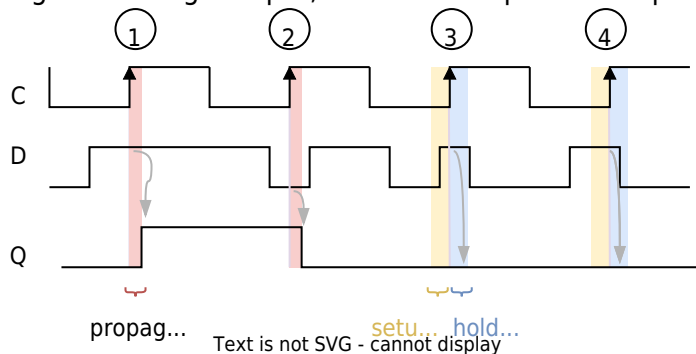 1 2 3 4
C
D
Q
propag... setu... hold...
Text is not SVG - cannot display